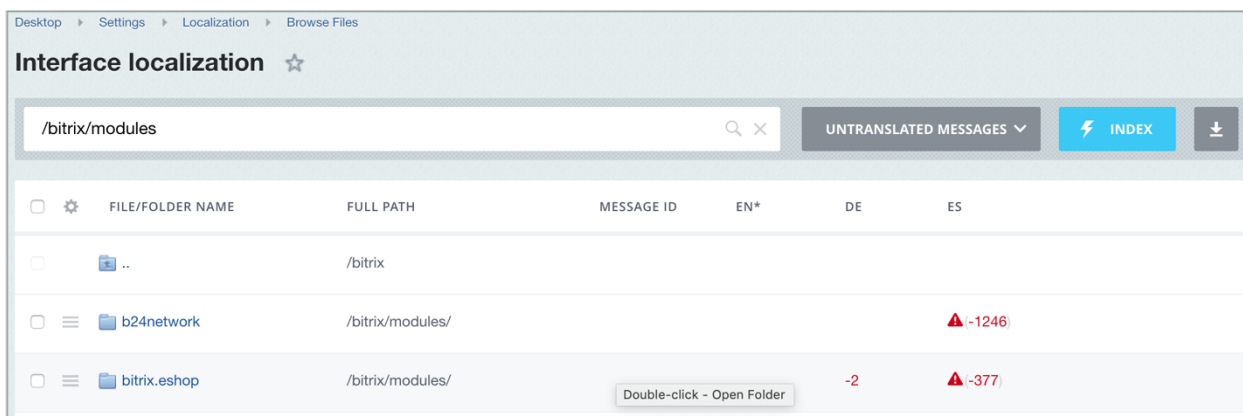 Desktop Settings Localization Browse Files
Interface localization
/bitrix/modules UNTRANSLATED MESSAGES INDEX
FILE/FOLDER NAME FULL PATH MESSAGE ID EN* DE ES
.. /bitrix
b24network /bitrix/modules/ (-1246)
bitrix.eshop /bitrix/modules/ -2 (-377)
Double-click - Open Folder